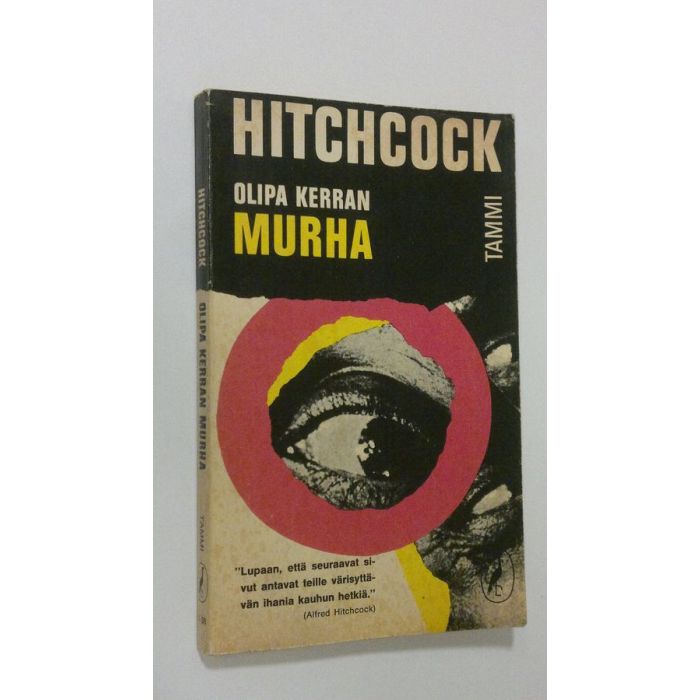 HITCHCOCK
OLIPA KERRAN
MURHA
TAMMI
"Lupaan, että seuraavat si-
vut antavat teille värisyttä-
vän ihania kauhun hetkiä."
(Alfred Hitchcock)
HITCHCOCK OLIPA KERRAN MURHA TAMMI